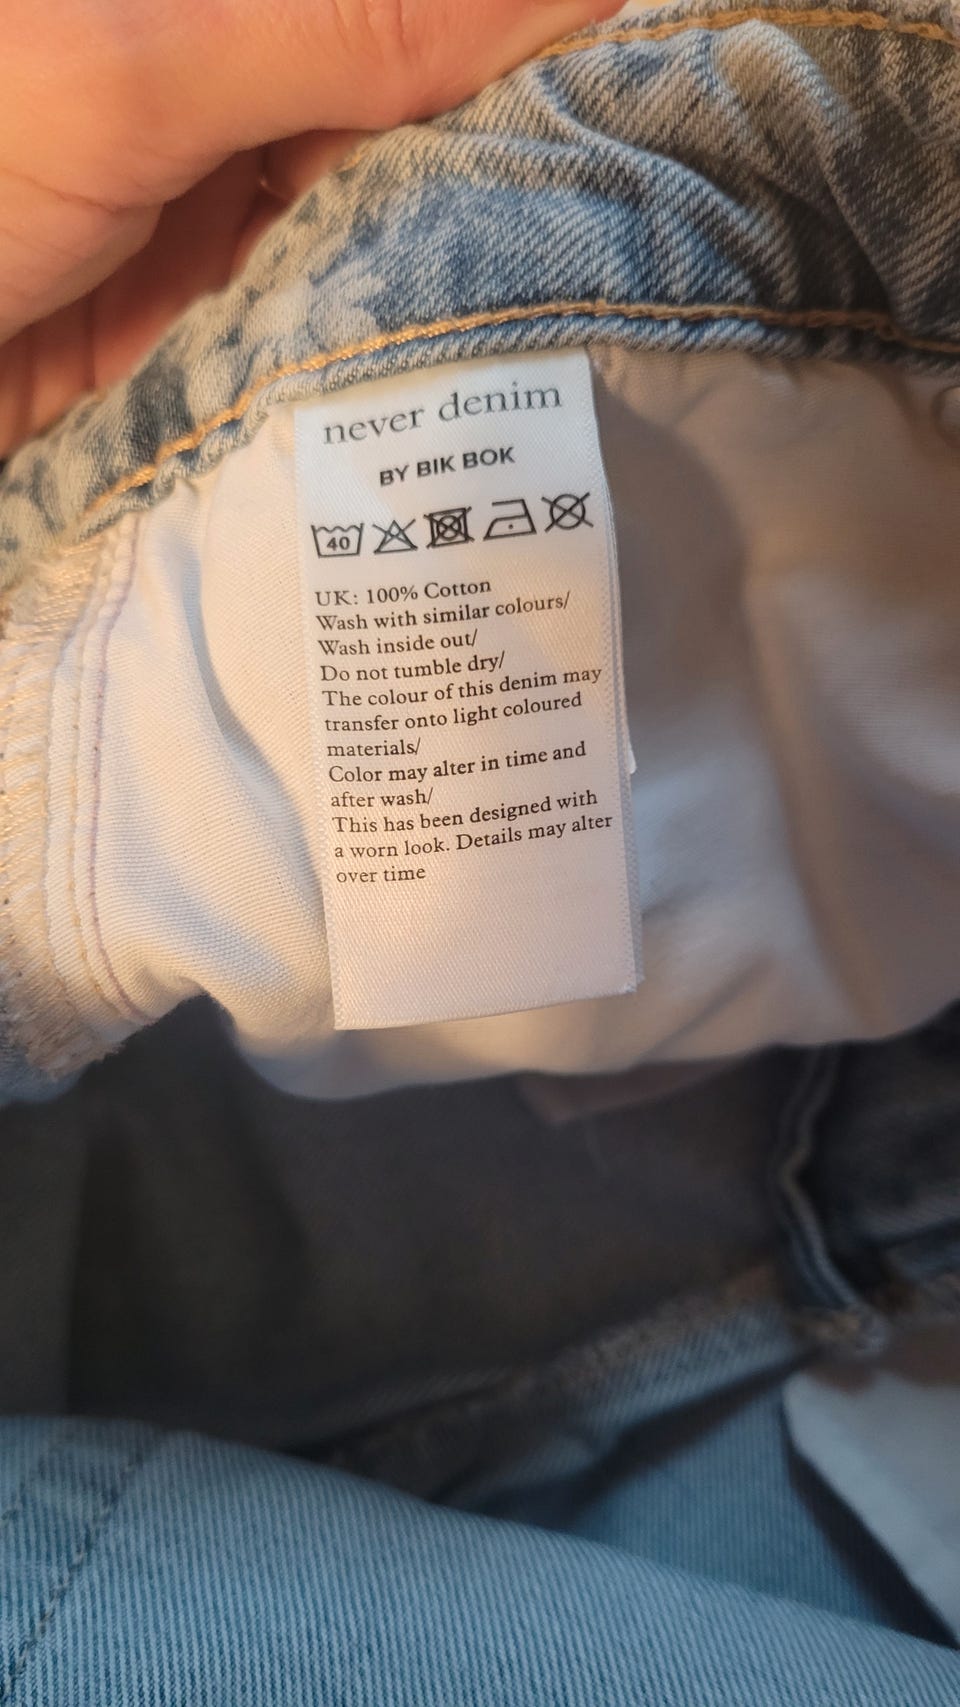 never denim
BY BIK BOK
40
UK: 100% Cotton
Wash with similar colours/
Wash inside out/
Do not tumble dry/
The colour of this denim may
transfer onto light coloured
materials/
Color may alter in time and
after wash/
This has been designed with
a worn look. Details may alter
over time